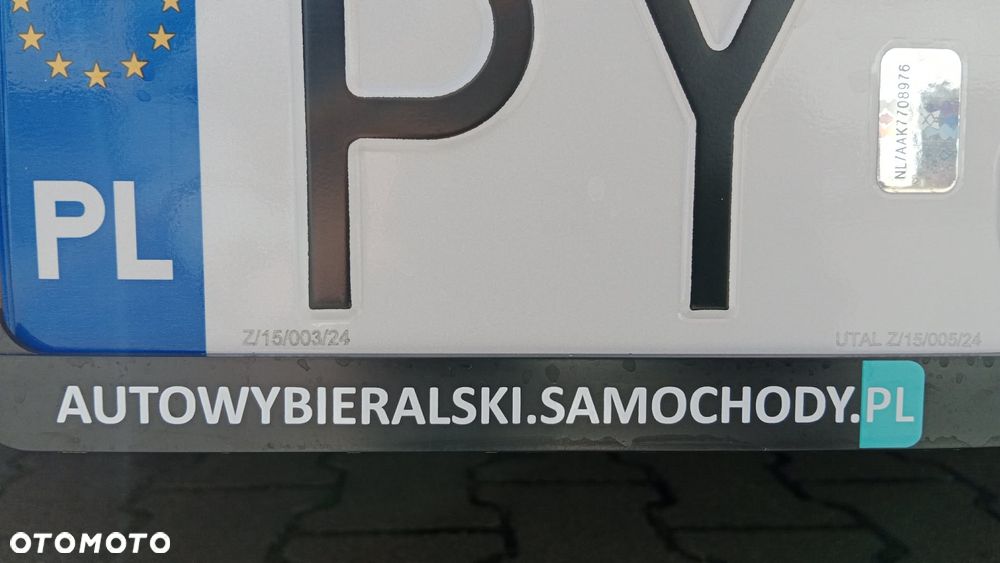 PY
NL/AAK7708976
PL
Z/15/003/24
UTAL Z/15/005/24
AUTOWYBIERALSKI.SAMOCHODY.PL
OTOMOTO